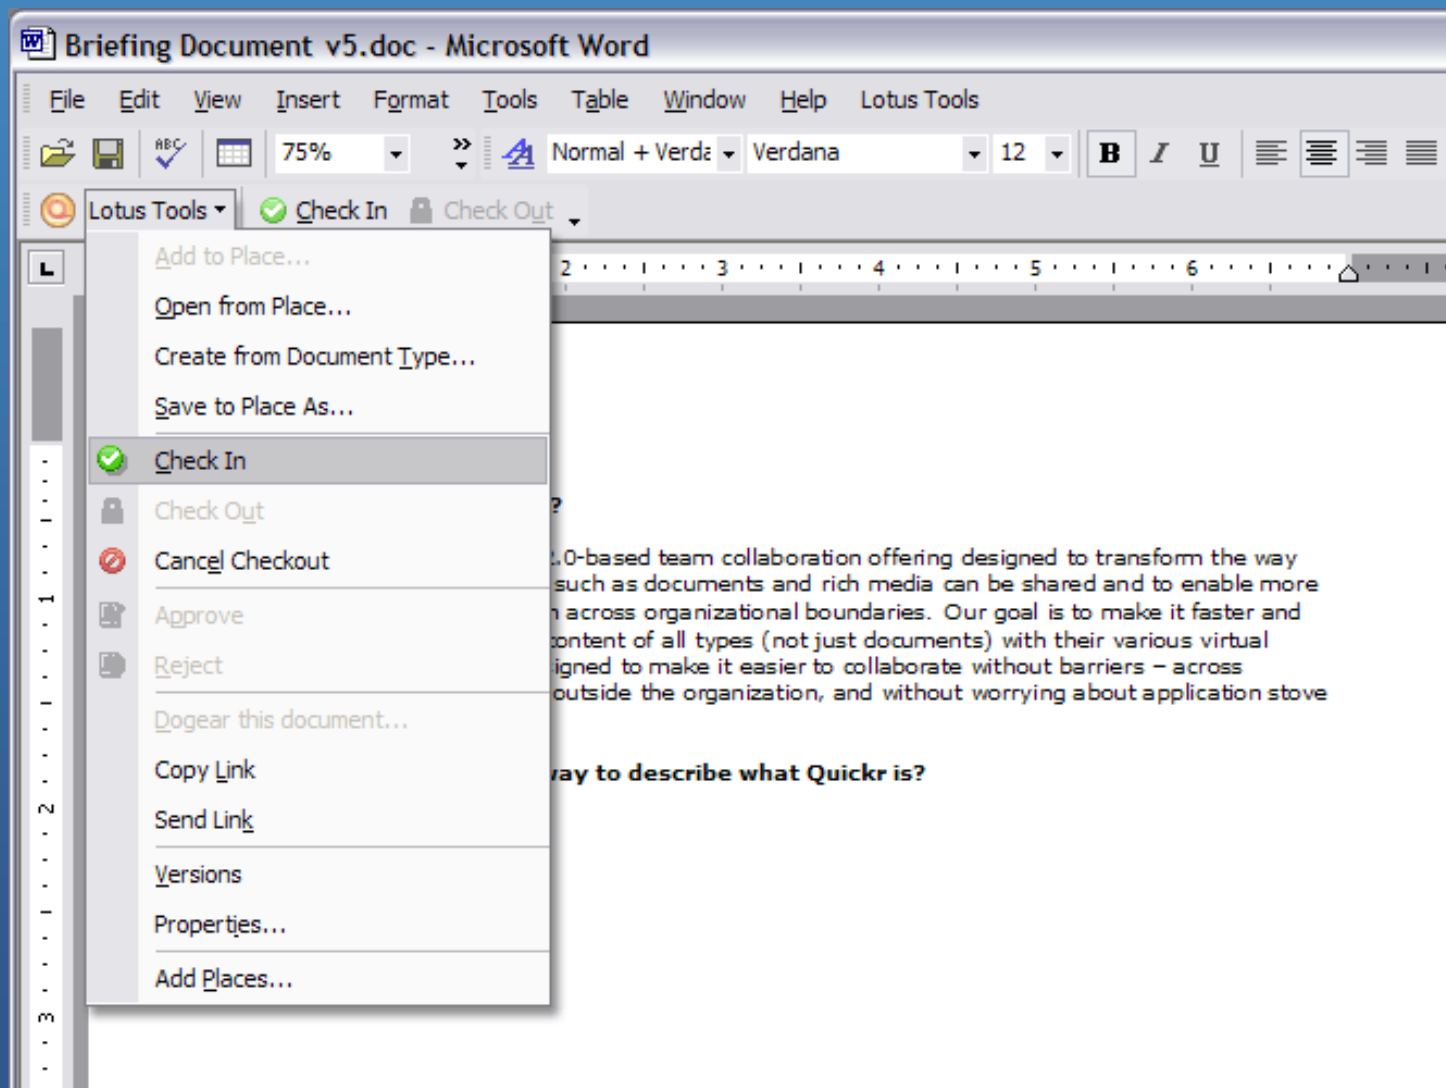 Briefing Document v5.doc - Microsoft Word
File Edit View Insert Format Tools Table Window Help Lotus Tools
ABC 75% » Normal + Verda Verdana 12 B I U
Lotus Tools Check In Check Out
Add to Place...
Open from Place...
Create from Document Type...
Save to Place As...
Check In
Check Out
Cancel Checkout
Approve
Reject
Dogear this document...
Copy Link
Send Link
Versions
Properties...
Add Places...
L 2 3 4 5 6
?
.0-based team collaboration offering designed to transform the way
such as documents and rich media can be shared and to enable more
across organizational boundaries. Our goal is to make it faster and
content of all types (not just documents) with their various virtual
igned to make it easier to collaborate without barriers – across
outside the organization, and without worrying about application stove
way to describe what Quickr is?
1
2
3